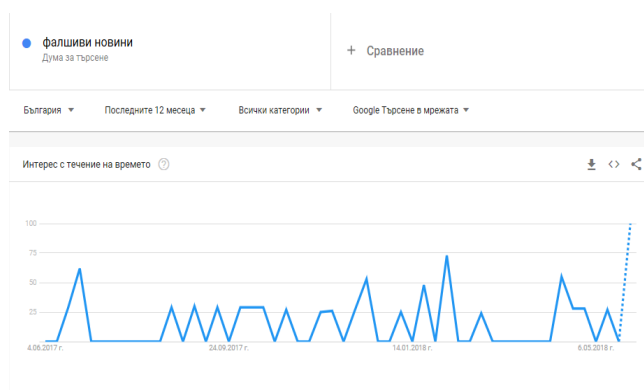 фалшиви новини
Дума за търсене
+ Сравнение
България
Последните 12 месеца
Всички категории
Google Търсене в мрежата
Интерес с течение на времето
100
75
50
25
4.06.2017 г.
24.09.2017 г.
14.01.2018 г.
6.05.2018 г.